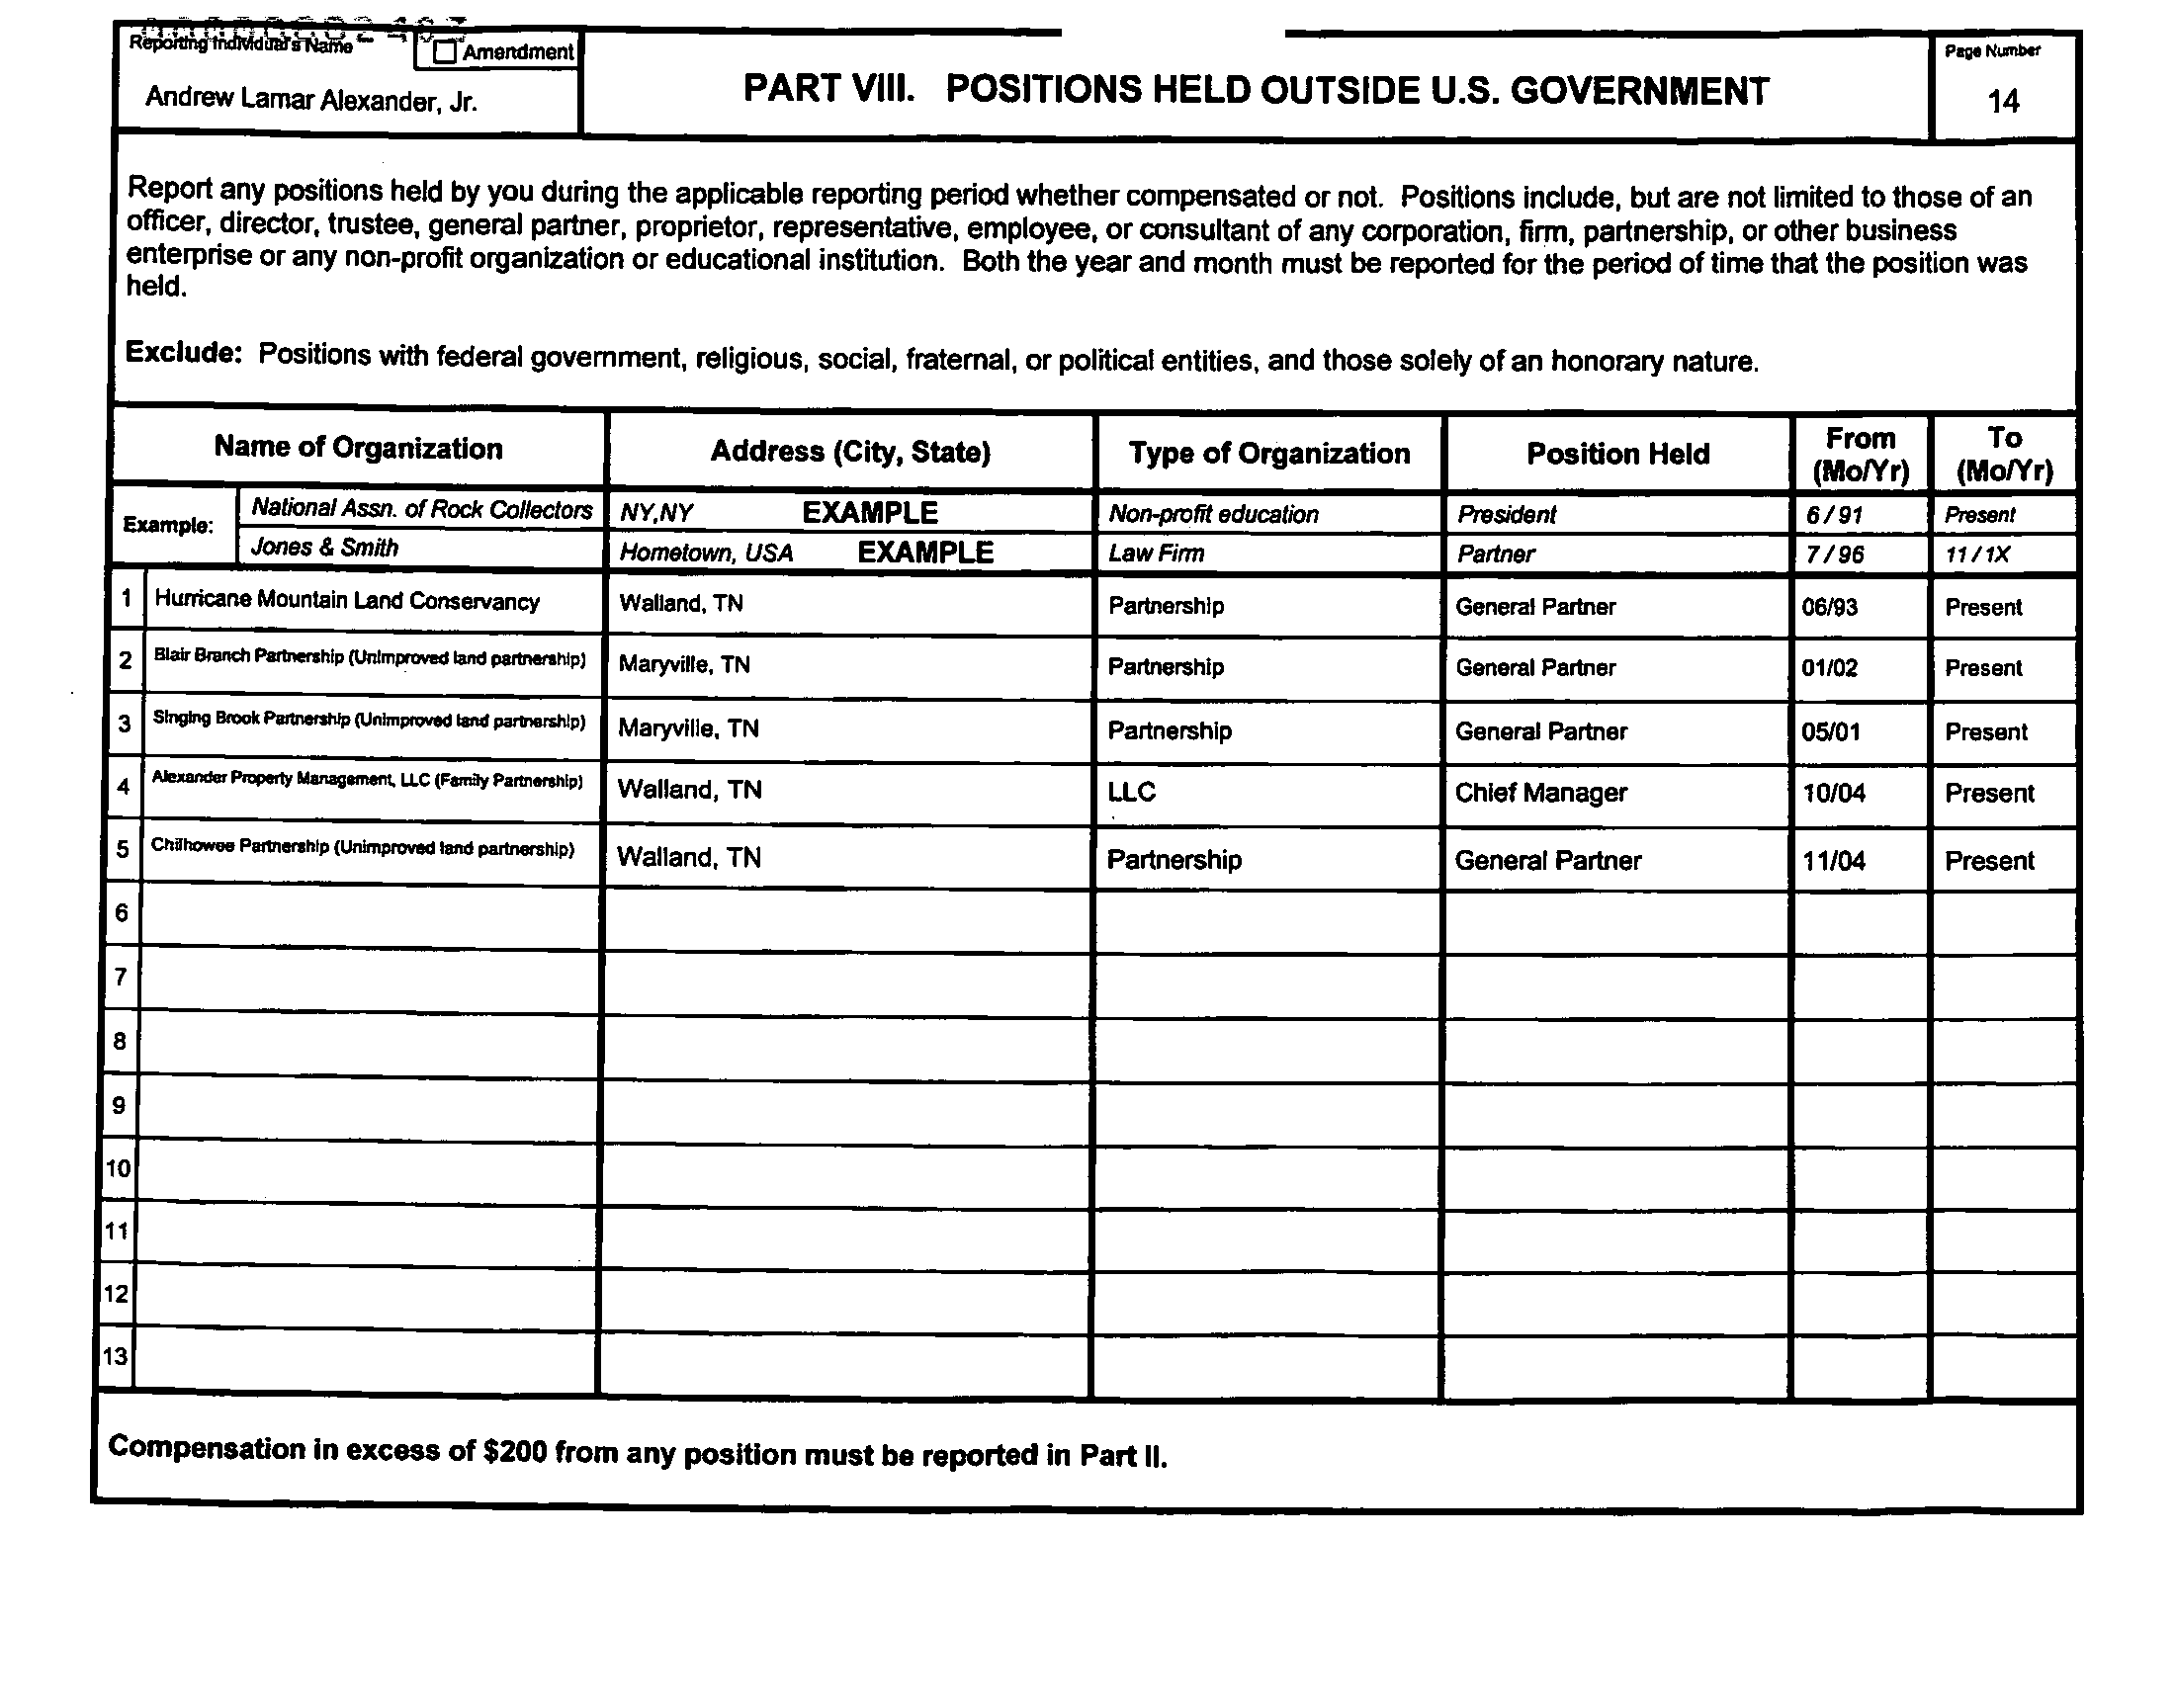 Reporting Individual's Name
Amendment
Andrew Lamar Alexander, Jr.
PART VIII. POSITIONS HELD OUTSIDE U.S. GOVERNMENT
Page Number
14
Report any positions held by you during the applicable reporting period whether compensated or not. Positions include, but are not limited to those of an
officer, director, trustee, general partner, proprietor, representative, employee, or consultant of any corporation, firm, partnership, or other business
enterprise or any non-profit organization or educational institution. Both the year and month must be reported for the period of time that the position was
held.
Exclude: Positions with federal government, religious, social, fraternal, or political entities, and those solely of an honorary nature.
Name of Organization Address (City, State) Type of Organization Position Held From (Mo/Yr) To (Mo/Yr)
Example: National Assn. of Rock Collectors NY,NY EXAMPLE Non-profit education President 6 / 91 Present
Jones & Smith Hometown, USA EXAMPLE Law Firm Partner 7 / 96 11 / 1X
1 Hurricane Mountain Land Conservancy Walland, TN Partnership General Partner 06/93 Present
2 Blair Branch Partnership (Unimproved land partnership) Maryville, TN Partnership General Partner 01/02 Present
3 Singing Brook Partnership (Unimproved land partnership) Maryville, TN Partnership General Partner 05/01 Present
4 Alexander Property Management, LLC (Family Partnership) Walland, TN LLC Chief Manager 10/04 Present
5 Chilhowee Partnership (Unimproved land partnership) Walland, TN Partnership General Partner 11/04 Present
6
7
8
9
10
11
12
13
Compensation in excess of $200 from any position must be reported in Part II.